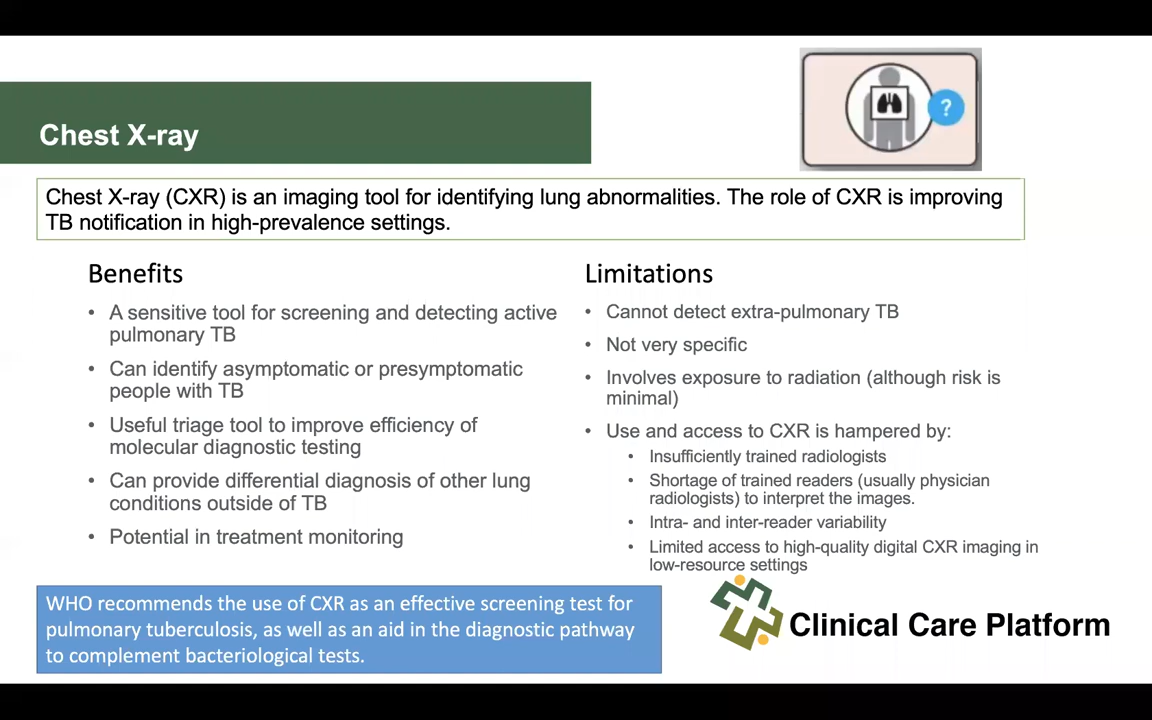 Chest X-ray
?
Chest X-ray (CXR) is an imaging tool for identifying lung abnormalities. The role of CXR is improving
TB notification in high-prevalence settings.
Benefits
• A sensitive tool for screening and detecting active
pulmonary TB
• Can identify asymptomatic or presymptomatic
people with TB
• Useful triage tool to improve efficiency of
molecular diagnostic testing
• Can provide differential diagnosis of other lung
conditions outside of TB
• Potential in treatment monitoring
Limitations
• Cannot detect extra-pulmonary TB
• Not very specific
• Involves exposure to radiation (although risk is
minimal)
• Use and access to CXR is hampered by:
• Insufficiently trained radiologists
• Shortage of trained readers (usually physician
radiologists) to interpret the images.
• Intra- and inter-reader variability
• Limited access to high-quality digital CXR imaging in
low-resource settings
WHO recommends the use of CXR as an effective screening test for
pulmonary tuberculosis, as well as an aid in the diagnostic pathway
to complement bacteriological tests.
Clinical Care Platform